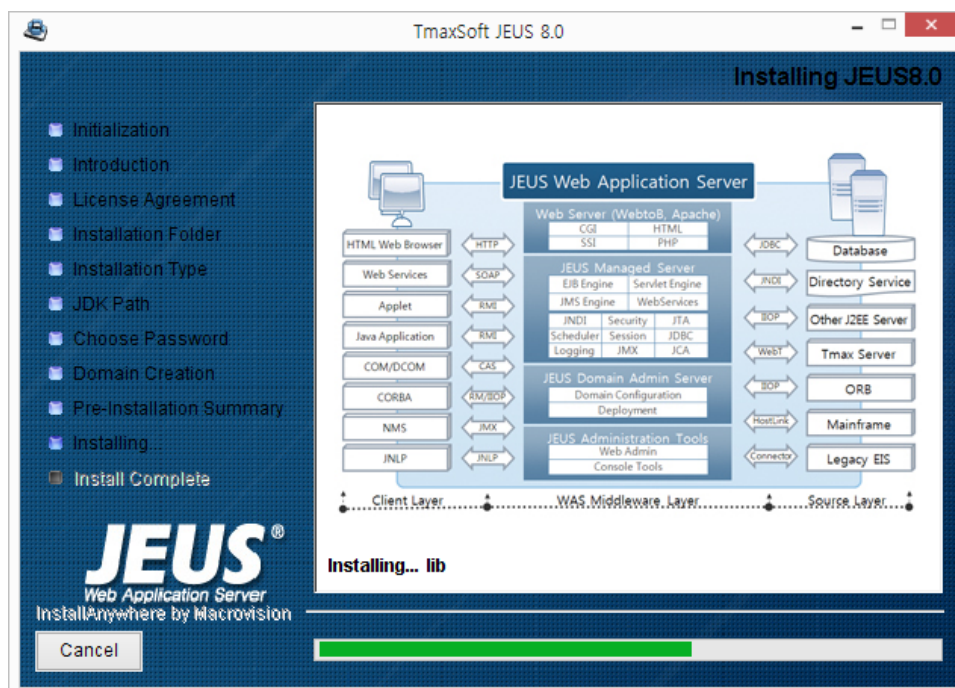 TmaxSoft JEUS 8.0
Installing JEUS8.0
Initialization
Introduction
License Agreement
Installation Folder
Installation Type
JDK Path
Choose Password
Domain Creation
Pre-Installation Summary
Installing...
Install Complete
JEUS®
Web Application Server
InstallAnywhere by Macrovision
Cancel
JEUS Web Application Server
HTML Web Browser
Web Services
Applet
Java Application
COM/DCOM
CORBA
NMS
JNLP
HTTP
SOAP
RMI
RMI
CAS
RM/IIOP
JMX
JNLP
Web Server (WebtoB, Apache)
CGI HTML
SSI PHP
JEUS Managed Server
EJB Engine Servlet Engine
JMS Engine WebServices
JNDI Security JTA
Scheduler Session JDBC
Logging JMX JCA
JEUS Domain Admin Server
Domain Configuration
Deployment
JEUS Administration Tools
Web Admin
Console Tools
JDBC
JNDI
IIOP
WebT
IIOP
HostLink
Connector
Database
Directory Service
Other J2EE Server
Tmax Server
ORB
Mainframe
Legacy EIS
Client Layer WAS Middleware Layer Source Layer
Installing... lib